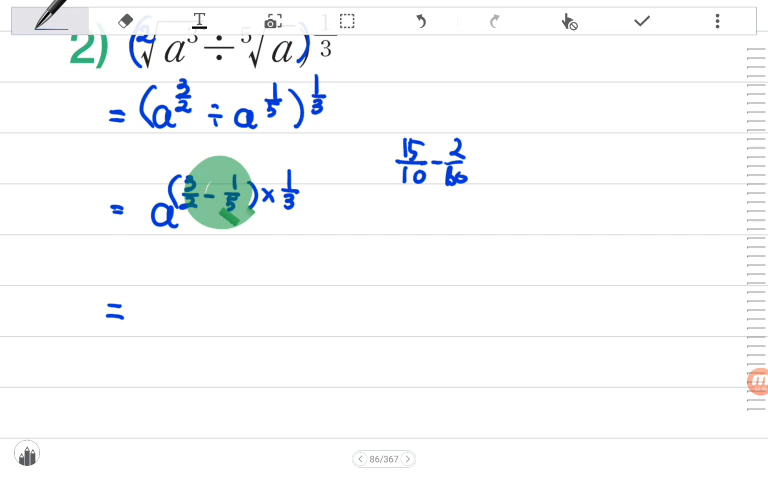 2) (²√a³ ÷ ⁵√a)^(1/3)
= (a^(3/2) ÷ a^(1/5))^(1/3)
15/10 - 2/10
= a^((3/2 - 1/5) × 1/3)
=
86/367